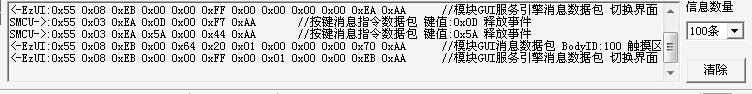 <-EzUI:0x55 0x08 0xEB 0x00 0x00 0xFF 0x00 0x00 0x00 0x00 0xEA 0xAA //模块GUI服务引擎消息数据包 切换界面
SMCU->:0x55 0x03 0xEA 0x0D 0x00 0xF7 0xAA //按键消息指令数据包 键值:0x0D 释放事件
SMCU->:0x55 0x03 0xEA 0x5A 0x00 0x44 0xAA //按键消息指令数据包 键值:0x5A 释放事件
<-EzUI:0x55 0x08 0xEB 0x00 0x64 0x20 0x01 0x00 0x00 0x00 0x70 0xAA //模块GUI消息数据包 BodyID:100 触摸区
<-EzUI:0x55 0x08 0xEB 0x00 0x00 0xFF 0x00 0x01 0x00 0x00 0xEB 0xAA //模块GUI服务引擎消息数据包 切换界面
信息数量
100条
清除